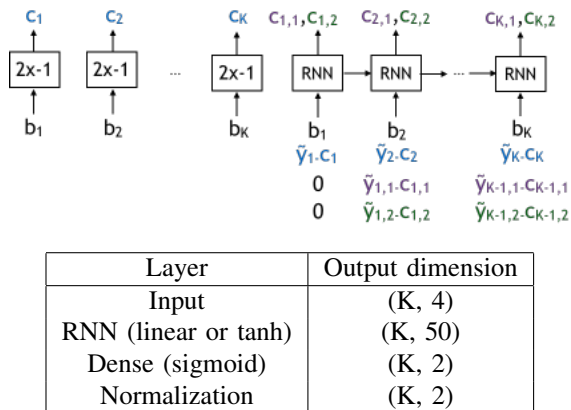 c₁ c₂ cK c₁,₁,c₁,₂ c₂,₁,c₂,₂ cK,₁,cK,₂
2x-1 2x-1 ... 2x-1 RNN RNN ... RNN
b₁ b₂ bK b₁ b₂ bK
ỹ₁-c₁ ỹ₂-c₂ ỹK-cK
0 ỹ₁,₁-c₁,₁ ỹK-1,₁-cK-1,₁
0 ỹ₁,₂-c₁,₂ ỹK-1,₂-cK-1,₂
Layer Output dimension
Input (K, 4)
RNN (linear or tanh) (K, 50)
Dense (sigmoid) (K, 2)
Normalization (K, 2)